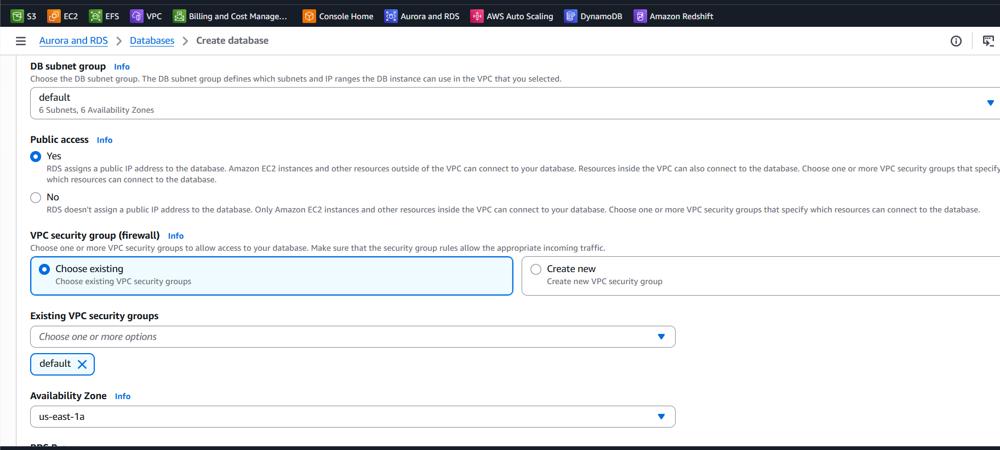 S3 EC2 EFS VPC Billing and Cost Manage... Console Home Aurora and RDS AWS Auto Scaling DynamoDB Amazon Redshift
Aurora and RDS > Databases > Create database
DB subnet group Info
Choose the DB subnet group. The DB subnet group defines which subnets and IP ranges the DB instance can use in the VPC that you selected.
default
6 Subnets, 6 Availability Zones
Public access Info
Yes
RDS assigns a public IP address to the database. Amazon EC2 instances and other resources outside of the VPC can connect to your database. Resources inside the VPC can also connect to the database. Choose one or more VPC security groups that specify
which resources can connect to the database.
No
RDS doesn't assign a public IP address to the database. Only Amazon EC2 instances and other resources inside the VPC can connect to your database. Choose one or more VPC security groups that specify which resources can connect to the database.
VPC security group (firewall) Info
Choose one or more VPC security groups to allow access to your database. Make sure that the security group rules allow the appropriate incoming traffic.
Choose existing
Choose existing VPC security groups
Create new
Create new VPC security group
Existing VPC security groups
Choose one or more options
default
Availability Zone Info
us-east-1a